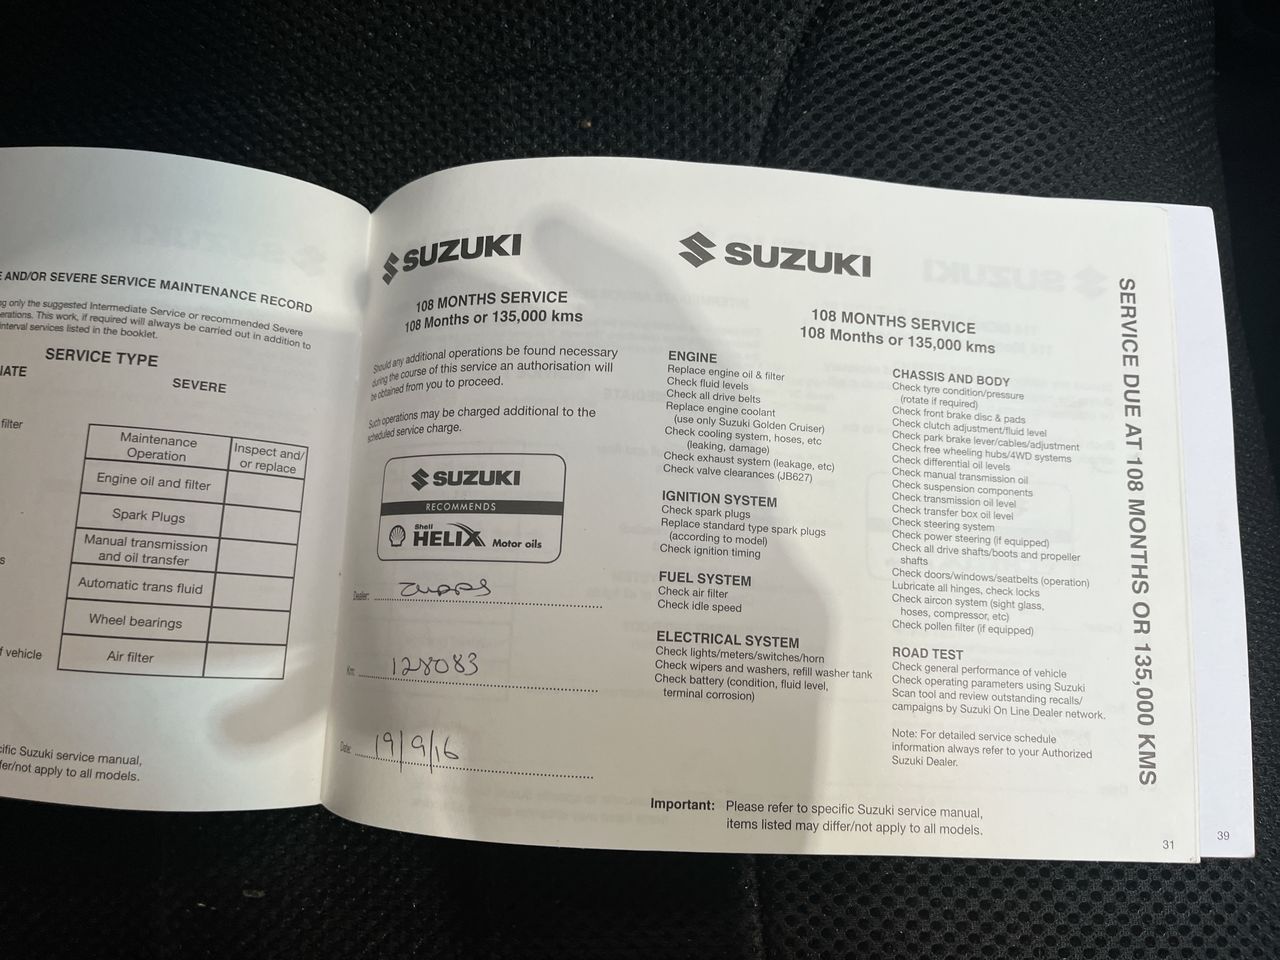 E AND/OR SEVERE SERVICE MAINTENANCE RECORD
ng only the suggested Intermediate Service or recommended Severe
erations. This work, if required will always be carried out in addition to
interval services listed in the booklet.
SERVICE TYPE
IATE
SEVERE
filter
Maintenance Operation
Inspect and/ or replace
Engine oil and filter
Spark Plugs
Manual transmission and oil transfer
Automatic trans fluid
s
Wheel bearings
f vehicle
Air filter
cific Suzuki service manual,
fer/not apply to all models.
SUZUKI
108 MONTHS SERVICE
108 Months or 135,000 kms
Should any additional operations be found necessary
during the course of this service an authorisation will
be obtained from you to proceed.
Such operations may be charged additional to the
scheduled service charge.
SUZUKI
RECOMMENDS
Shell
HELIX Motor oils
Dealer: Zupps
Km: 128083
Date: 19/9/16
SUZUKI
108 MONTHS SERVICE
108 Months or 135,000 kms
ENGINE
Replace engine oil & filter
Check fluid levels
Check all drive belts
Replace engine coolant
(use only Suzuki Golden Cruiser)
Check cooling system, hoses, etc
(leaking, damage)
Check exhaust system (leakage, etc)
Check valve clearances (JB627)
IGNITION SYSTEM
Check spark plugs
Replace standard type spark plugs
(according to model)
Check ignition timing
FUEL SYSTEM
Check air filter
Check idle speed
ELECTRICAL SYSTEM
Check lights/meters/switches/horn
Check wipers and washers, refill washer tank
Check battery (condition, fluid level,
terminal corrosion)
CHASSIS AND BODY
Check tyre condition/pressure
(rotate if required)
Check front brake disc & pads
Check clutch adjustment/fluid level
Check park brake lever/cables/adjustment
Check free wheeling hubs/4WD systems
Check differential oil levels
Check manual transmission oil
Check suspension components
Check transmission oil level
Check transfer box oil level
Check steering system
Check power steering (if equipped)
Check all drive shafts/boots and propeller
shafts
Check doors/windows/seatbelts (operation)
Lubricate all hinges, check locks
Check aircon system (sight glass,
hoses, compressor, etc)
Check pollen filter (if equipped)
ROAD TEST
Check general performance of vehicle
Check operating parameters using Suzuki
Scan tool and review outstanding recalls/
campaigns by Suzuki On Line Dealer network.
Note: For detailed service schedule
information always refer to your Authorized
Suzuki Dealer.
Important: Please refer to specific Suzuki service manual,
items listed may differ/not apply to all models.
SERVICE DUE AT 108 MONTHS OR 135,000 KMS
31
39